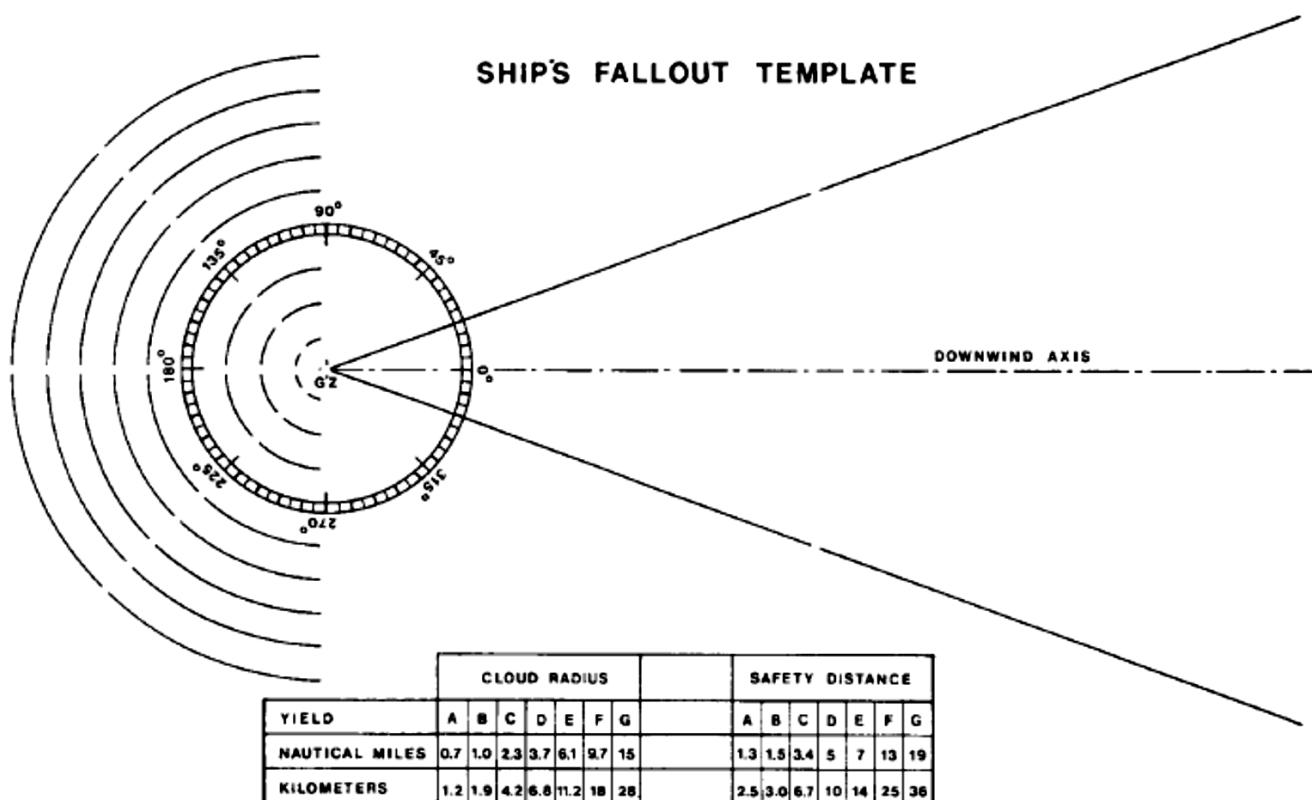 SHIP'S FALLOUT TEMPLATE
90°
135°
45°
180°
0°
GZ
DOWNWIND AXIS
225°
315°
270°
CLOUD RADIUS SAFETY DISTANCE
YIELD A B C D E F G A B C D E F G
NAUTICAL MILES 0.7 1.0 2.3 3.7 6.1 9.7 15 1.3 1.5 3.4 5 7 13 19
KILOMETERS 1.2 1.9 4.2 6.8 11.2 18 28 2.5 3.0 6.7 10 14 25 36